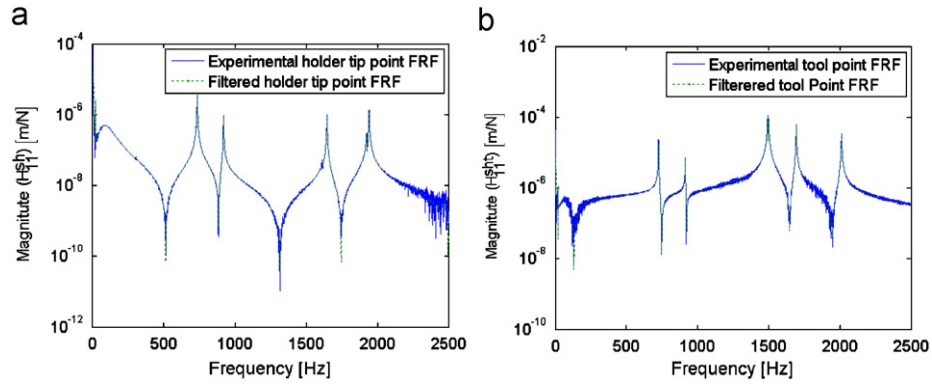 a
Experimental holder tip point FRF
Filtered holder tip point FRF
Magnitute (H₁₁ˢʰ) [m/N]
10⁻⁴
10⁻⁶
10⁻⁸
10⁻¹⁰
10⁻¹²
0 500 1000 1500 2000 2500
Frequency [Hz]
b
Experimental tool point FRF
Filterered tool Point FRF
Magnitute (H₁₁ˢʰᵗ) [m/N]
10⁻²
10⁻⁴
10⁻⁶
10⁻⁸
10⁻¹⁰
0 500 1000 1500 2000 2500
Frequency [Hz]